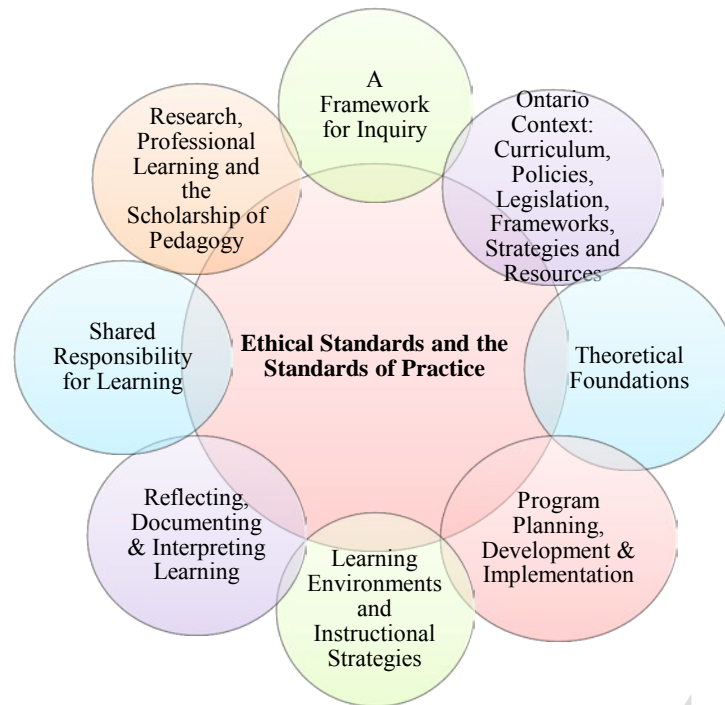 A
Framework
for Inquiry
Ontario
Context:
Curriculum,
Policies,
Legislation,
Frameworks,
Strategies and
Resources
Theoretical
Foundations
Program
Planning,
Development &
Implementation
Learning
Environments
and
Instructional
Strategies
Reflecting,
Documenting
& Interpreting
Learning
Shared
Responsibility
for Learning
Research,
Professional
Learning and
the
Scholarship of
Pedagogy
Ethical Standards and the
Standards of Practice